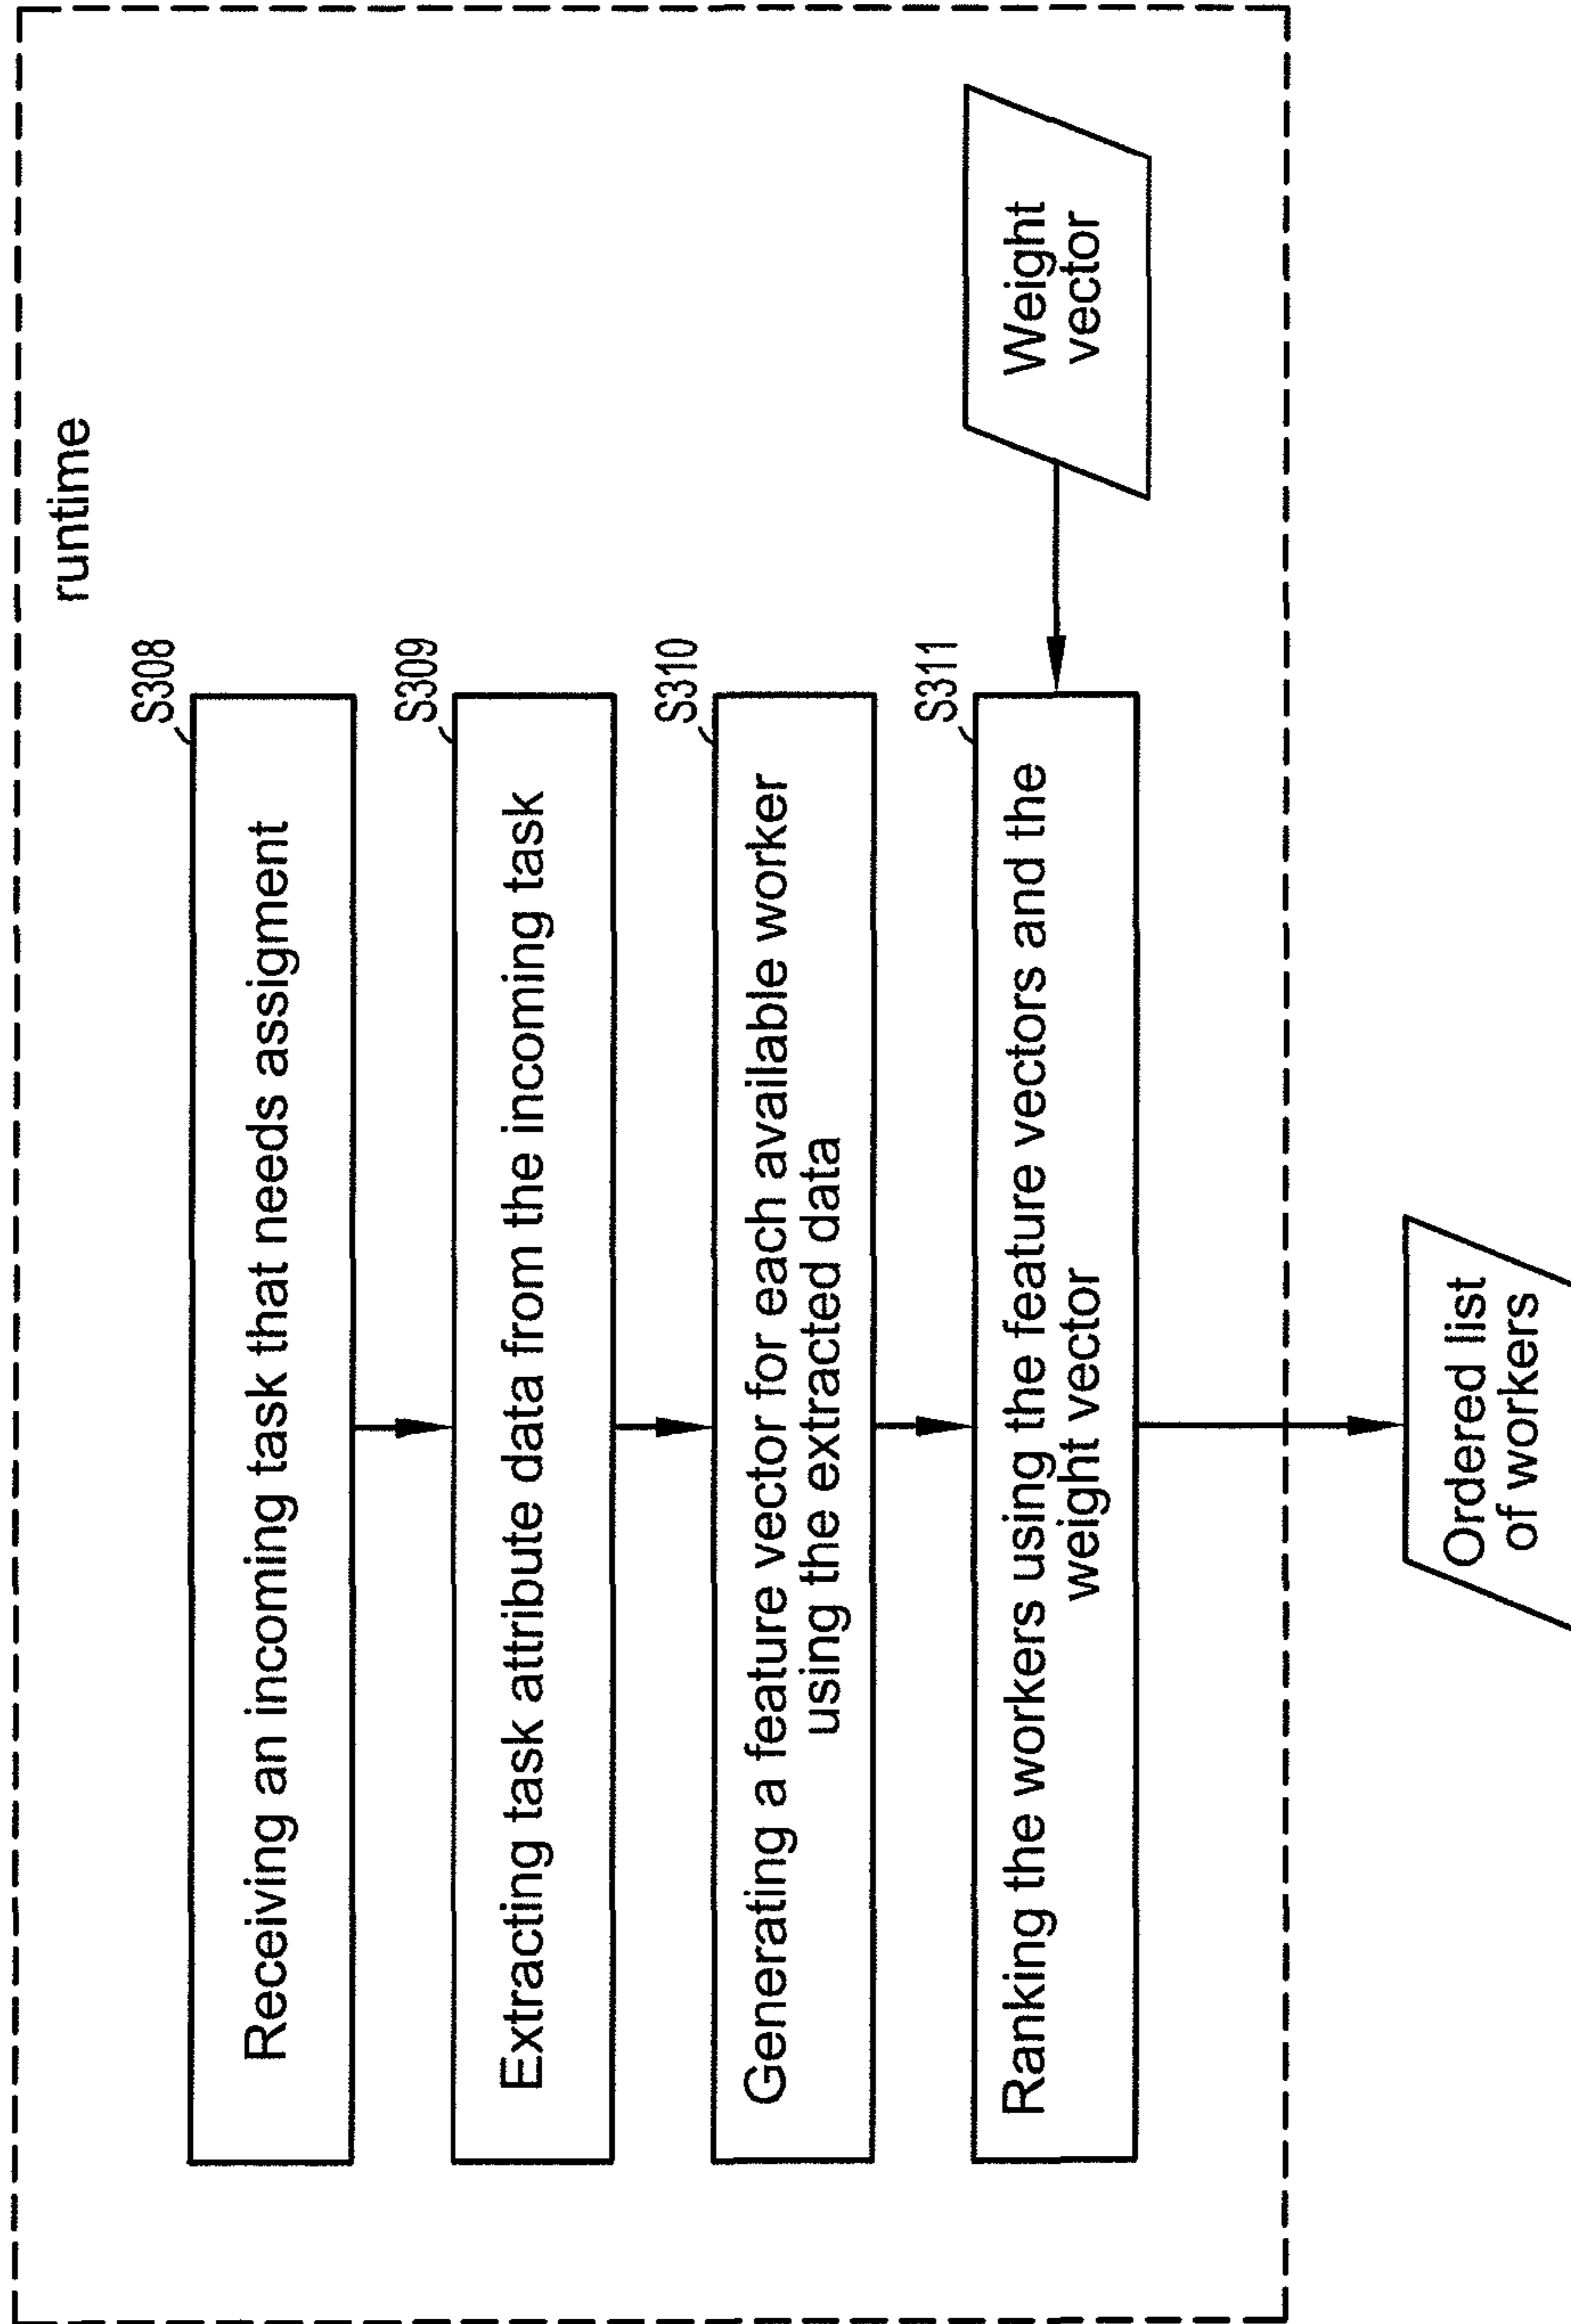 runtime
S308
Receiving an incoming task that needs assigment
S309
Extracting task attribute data from the incoming task
S310
Generating a feature vector for each available worker
using the extracted data
S311
Ranking the workers using the feature vectors and the
weight vector
Weight
vector
Ordered list
of workers